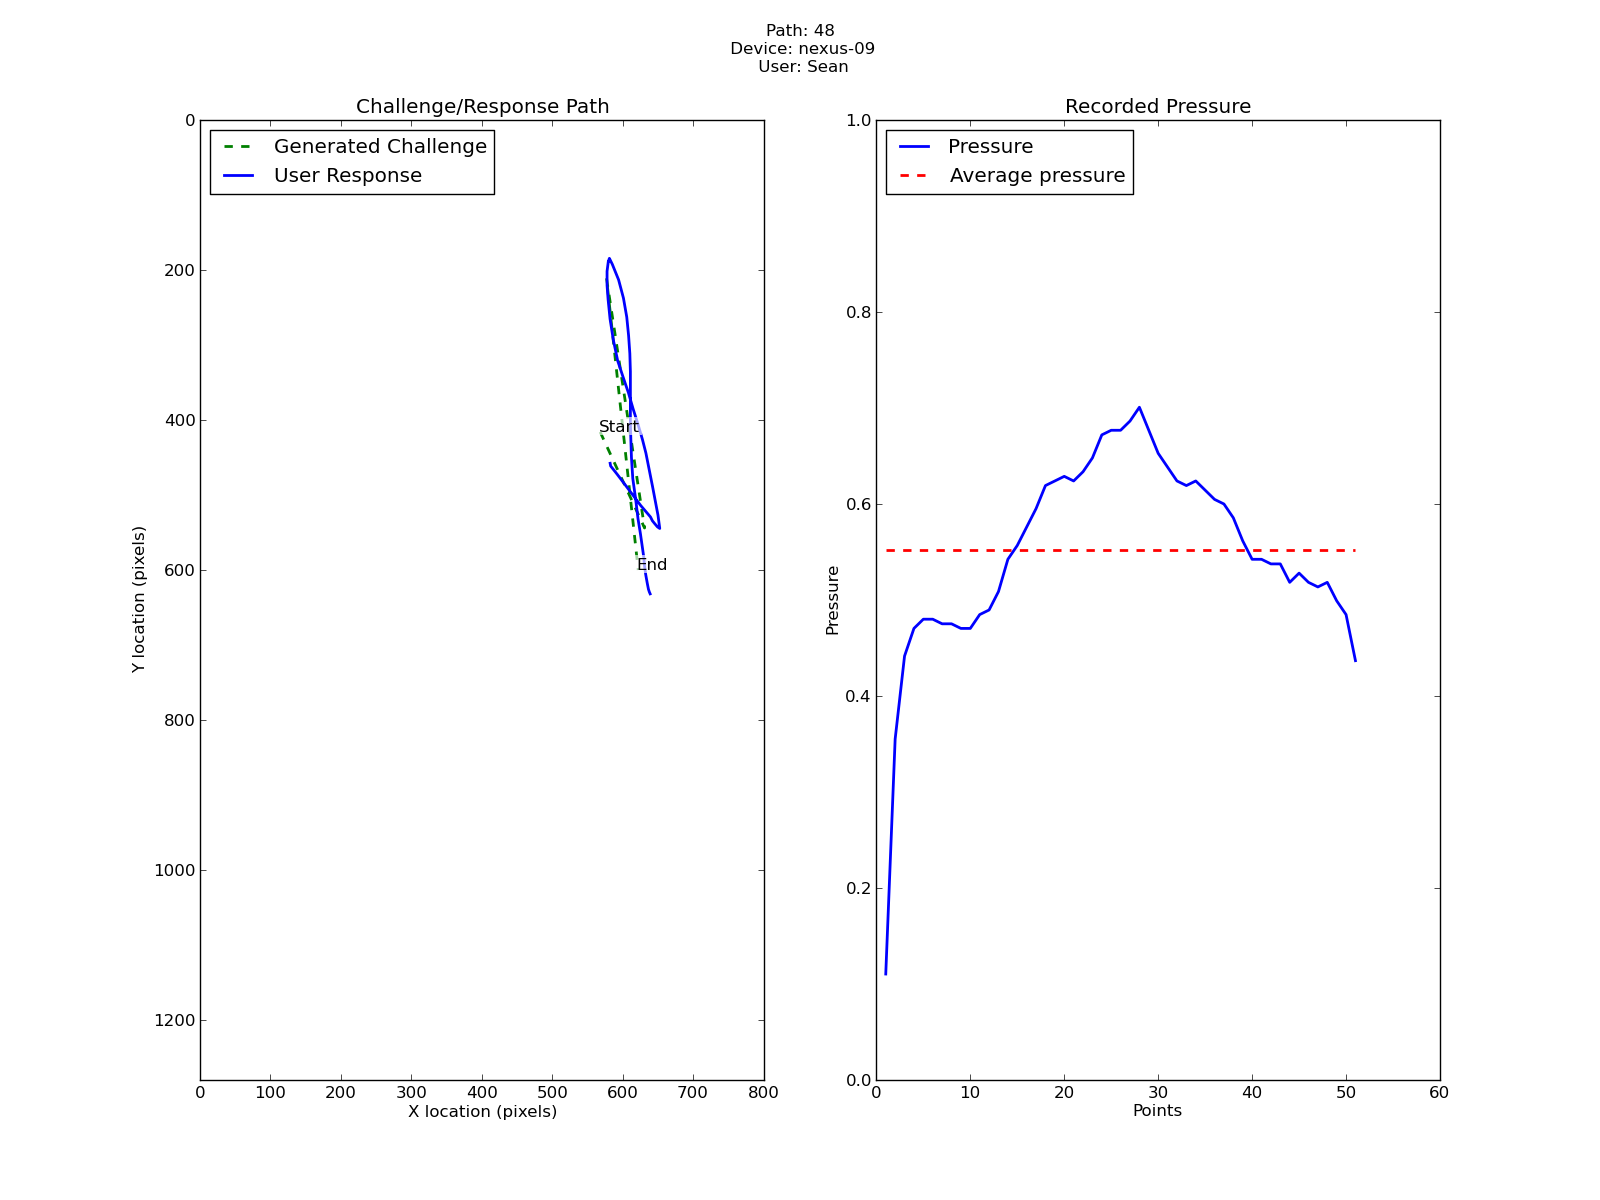 Path: 48
Device: nexus-09
User: Sean
Challenge/Response Path
Generated Challenge
User Response
0
200
400
600
800
1000
1200
Y location (pixels)
Start
End
0 100 200 300 400 500 600 700 800
X location (pixels)
Recorded Pressure
Pressure
Average pressure
1.0
0.8
0.6
0.4
0.2
0.0
Pressure
0 10 20 30 40 50 60
Points